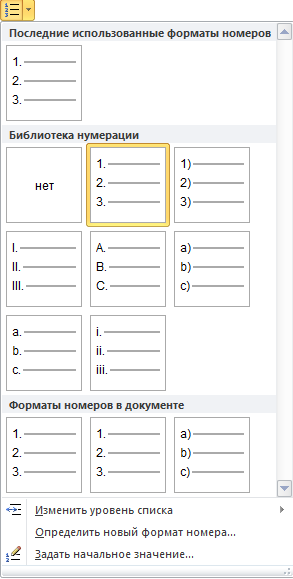 Последние использованные форматы номеров
1.
2.
3.
Библиотека нумерации
нет
1.
2.
3.
1)
2)
3)
I.
II.
III.
A.
B.
C.
a)
b)
c)
a.
b.
c.
i.
ii.
iii.
Форматы номеров в документе
1.
2.
3.
1.
2.
3.
a)
b)
c)
Изменить уровень списка
Определить новый формат номера...
Задать начальное значение...